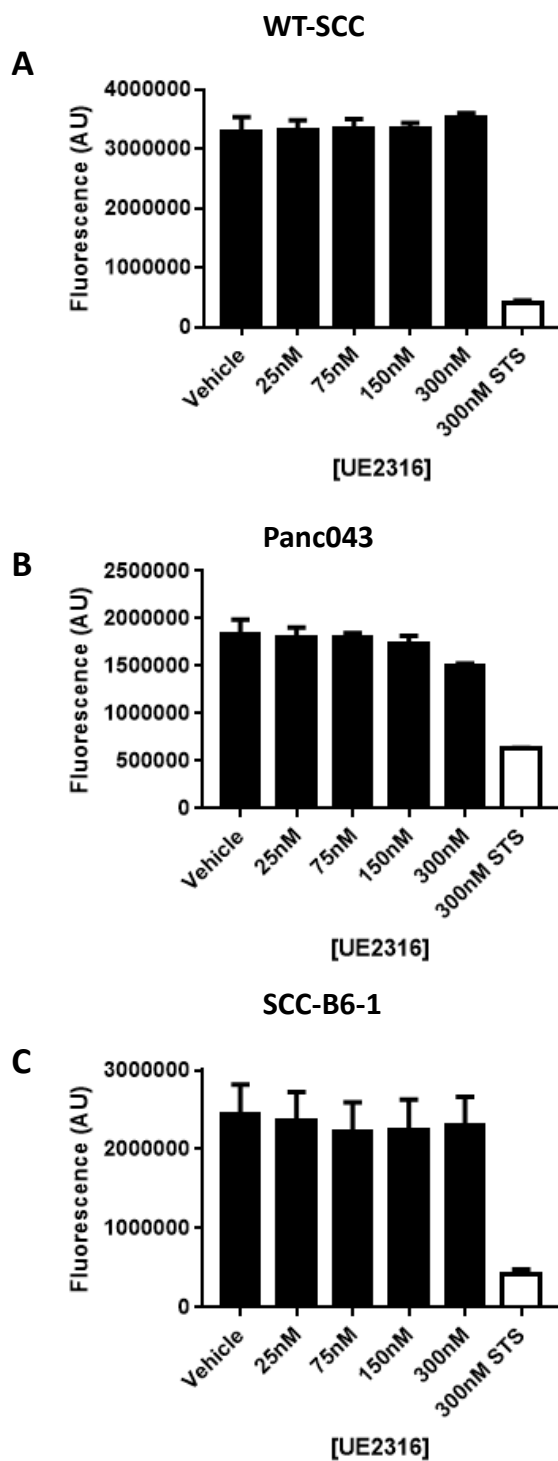 WT-SCC
A
Fluorescence (AU)
4000000
3000000
2000000
1000000
0
Vehicle
25nM
75nM
150nM
300nM
300nM STS
[UE2316]
Panc043
B
Fluorescence (AU)
2500000
2000000
1500000
1000000
500000
0
Vehicle
25nM
75nM
150nM
300nM
300nM STS
[UE2316]
SCC-B6-1
C
Fluorescence (AU)
3000000
2000000
1000000
0
Vehicle
25nM
75nM
150nM
300nM
300nM STS
[UE2316]